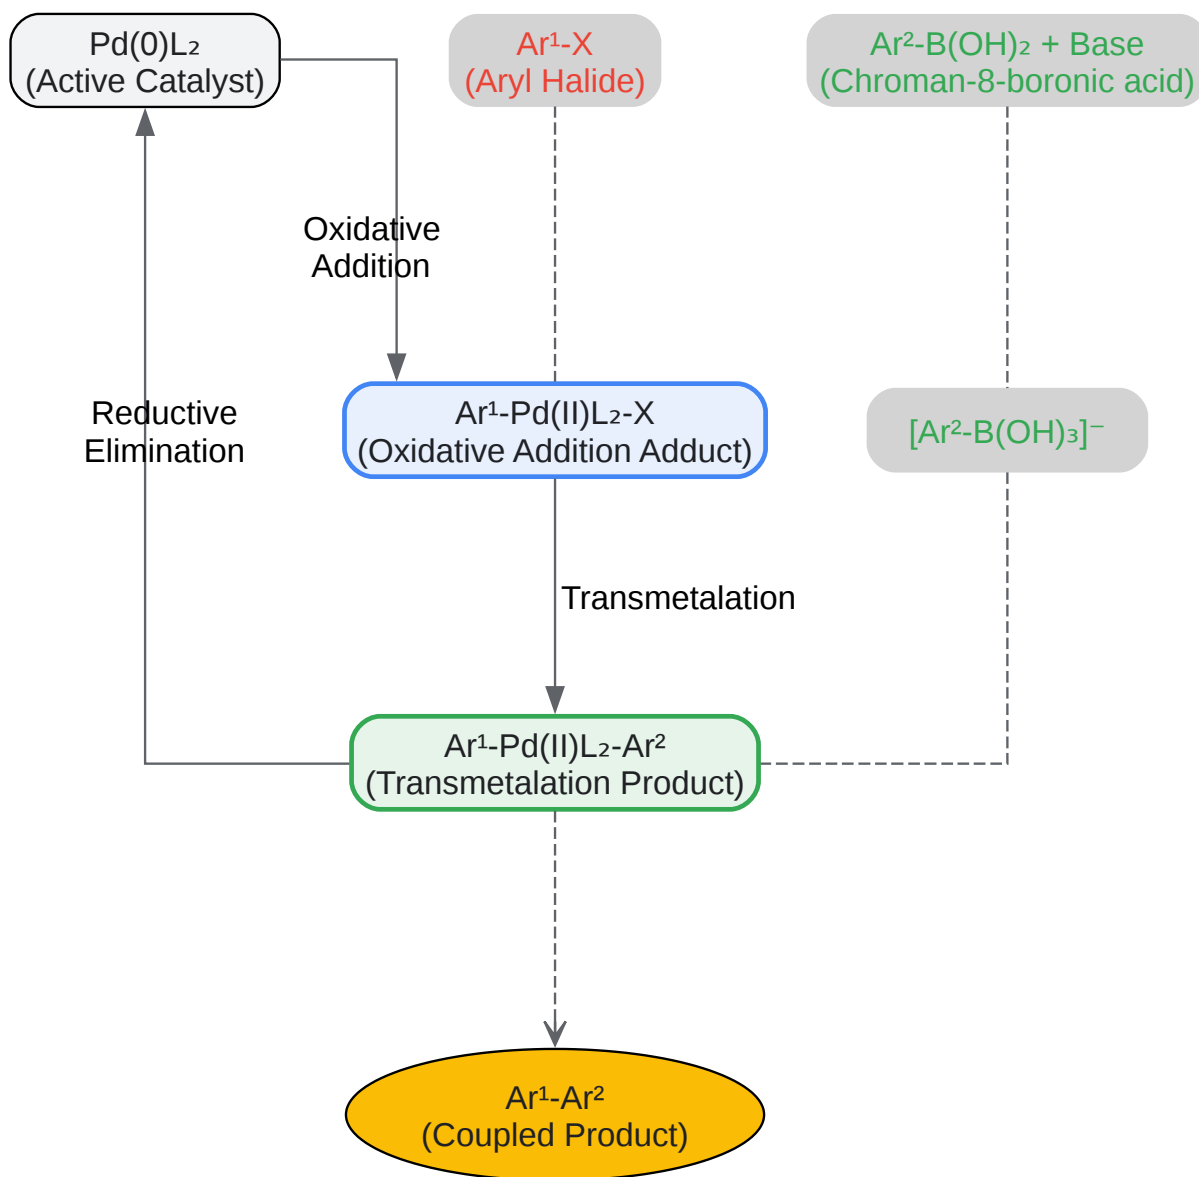 Pd(0)L₂
(Active Catalyst)
Ar¹-X
(Aryl Halide)
Ar²-B(OH)₂ + Base
(Chroman-8-boronic acid)
Oxidative
Addition
Reductive
Elimination
Ar¹-Pd(II)L₂-X
(Oxidative Addition Adduct)
[Ar²-B(OH)₃]⁻
Transmetalation
Ar¹-Pd(II)L₂-Ar²
(Transmetalation Product)
Ar¹-Ar²
(Coupled Product)